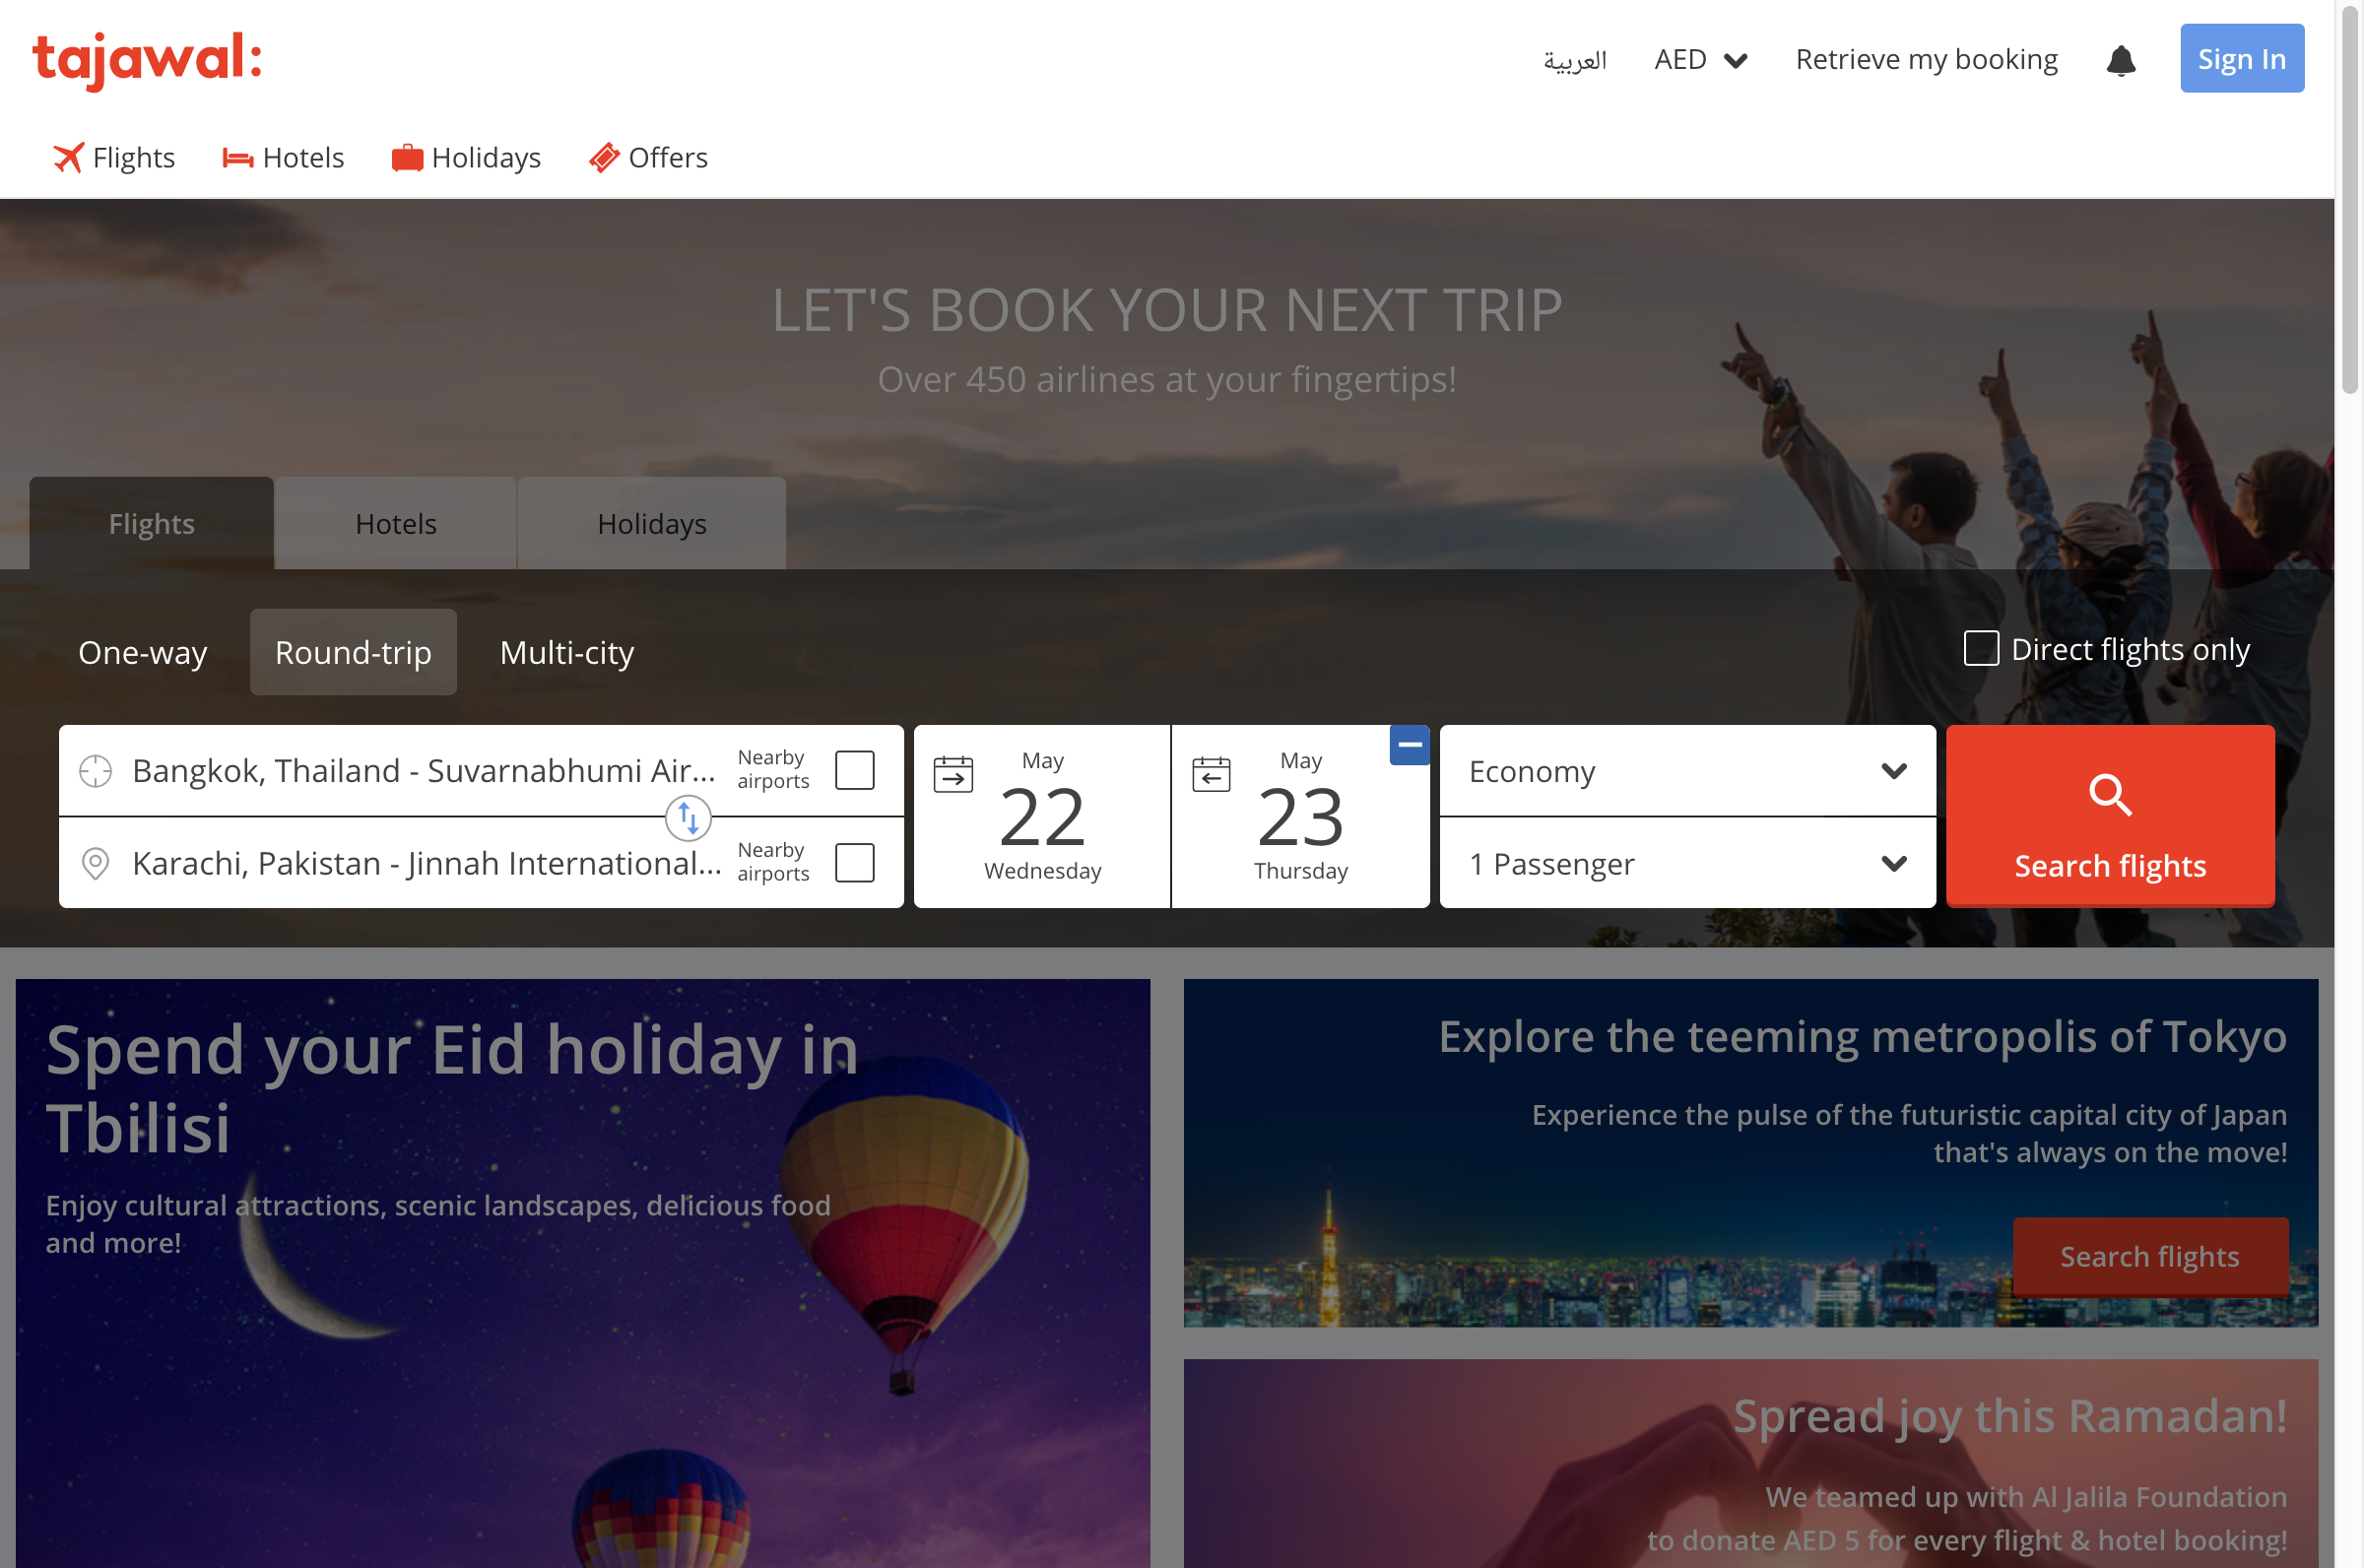 tajawal:
العربية
AED
Retrieve my booking
Sign In
Flights
Hotels
Holidays
Offers
LET'S BOOK YOUR NEXT TRIP
Over 450 airlines at your fingertips!
Flights
Hotels
Holidays
One-way
Round-trip
Multi-city
Direct flights only
Bangkok, Thailand - Suvarnabhumi Air...
Nearby
airports
Karachi, Pakistan - Jinnah International...
Nearby
airports
May
22
Wednesday
May
23
Thursday
Economy
1 Passenger
Search flights
Spend your Eid holiday in
Tbilisi
Enjoy cultural attractions, scenic landscapes, delicious food
and more!
Explore the teeming metropolis of Tokyo
Experience the pulse of the futuristic capital city of Japan
that's always on the move!
Search flights
Spread joy this Ramadan!
We teamed up with Al Jalila Foundation
to donate AED 5 for every flight & hotel booking!